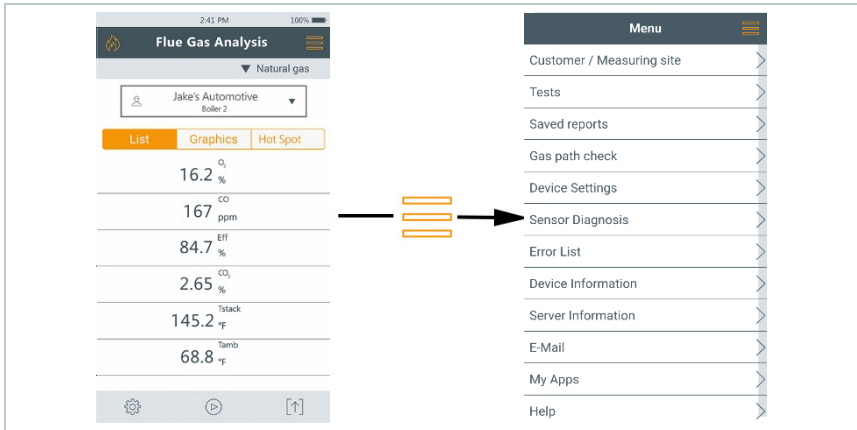 2:41 PM 100%
Flue Gas Analysis
▼ Natural gas
Jake's Automotive ▼
Boiler 2
List Graphics Hot Spot
16.2 O₂ %
167 CO ppm
84.7 Eff %
2.65 CO₂ %
145.2 Tstack °F
68.8 Tamb °F
Menu
Customer / Measuring site
Tests
Saved reports
Gas path check
Device Settings
Sensor Diagnosis
Error List
Device Information
Server Information
E-Mail
My Apps
Help